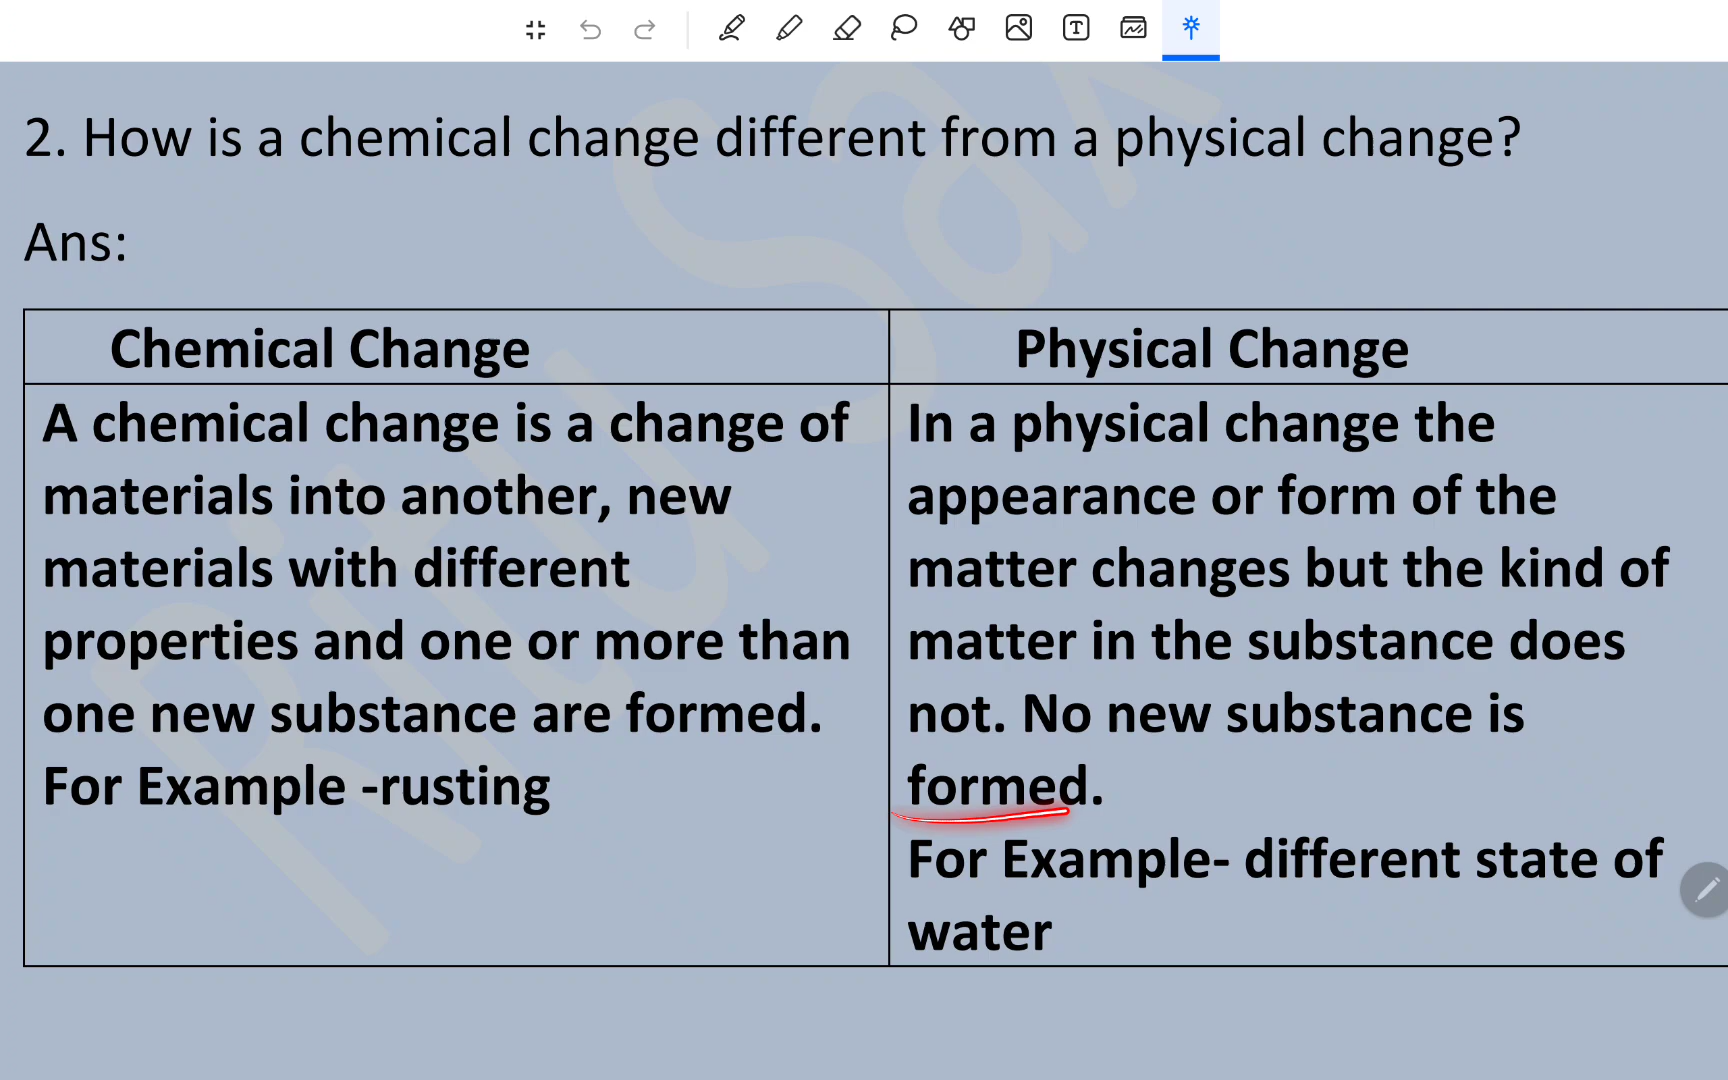 2. How is a chemical change different from a physical change?
Ans:
Chemical Change
A chemical change is a change of
materials into another, new
materials with different
properties and one or more than
one new substance are formed.
For Example -rusting
Physical Change
In a physical change the
appearance or form of the
matter changes but the kind of
matter in the substance does
not. No new substance is
formed.
For Example- different state of
water
Ritu Sax